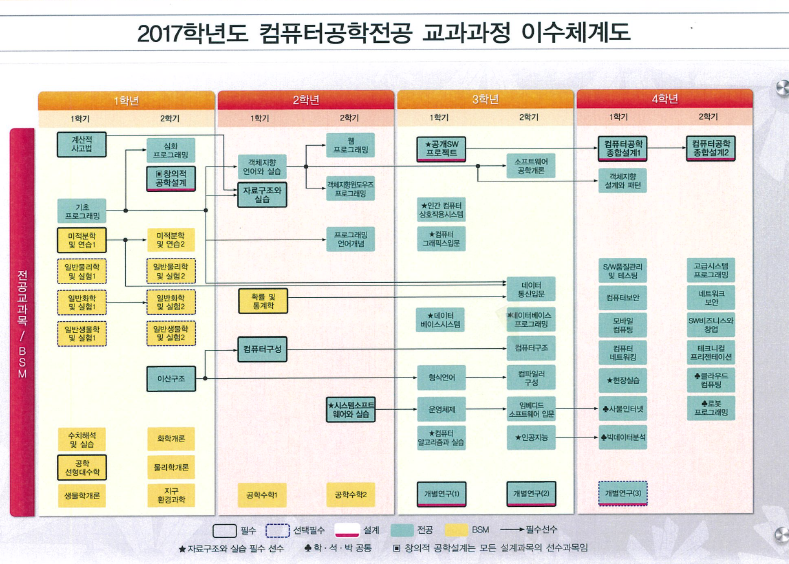 2017학년도 컴퓨터공학전공 교과과정 이수체계도
1학년
2학년
3학년
4학년
1학기
2학기
1학기
2학기
1학기
2학기
1학기
2학기
전공교과목 / BSM
계산적
사고법
기초
프로그래밍
미적분학
및 연습1
일반물리학
및 실험1
일반화학
및 실험1
일반생물학
및 실험1
수치해석
및 실습
공학
선형대수학
생물학개론
심화
프로그래밍
▣창의적
공학설계
미적분학
및 연습2
일반물리학
및 실험2
일반화학
및 실험2
일반생물학
및 실험2
이산구조
화학개론
물리학개론
지구
환경과학
객체지향
언어와 실습
자료구조와
실습
확률 및
통계학
컴퓨터구성
공학수학1
웹
프로그래밍
객체지향윈도우즈
프로그래밍
프로그래밍
언어개념
★시스템소프트
웨어와 실습
공학수학2
★공개SW
프로젝트
★인간 컴퓨터
상호작용시스템
★컴퓨터
그래픽스입문
★데이터
베이스시스템
형식언어
운영체제
★컴퓨터
알고리즘과 실습
개별연구(1)
소프트웨어
공학개론
데이터
통신입문
★데이터베이스
프로그래밍
컴퓨터구조
컴파일러
구성
임베디드
소프트웨어 입문
★인공지능
개별연구(2)
컴퓨터공학
종합설계1
객체지향
설계와 패턴
S/W품질관리
및 테스팅
컴퓨터보안
모바일
컴퓨팅
컴퓨터
네트워킹
★현장실습
♣사물인터넷
♣빅데이터분석
개별연구(3)
컴퓨터공학
종합설계2
고급시스템
프로그래밍
네트워크
보안
SW비즈니스와
창업
테크니컬
프리젠테이션
♣클라우드
컴퓨팅
♣로봇
프로그래밍
필수 선택필수 설계 전공 BSM 필수선수
★자료구조와 실습 필수 선수 ♣학·석·박 공통 ▣ 창의적 공학설계는 모든 설계과목의 선수과목임